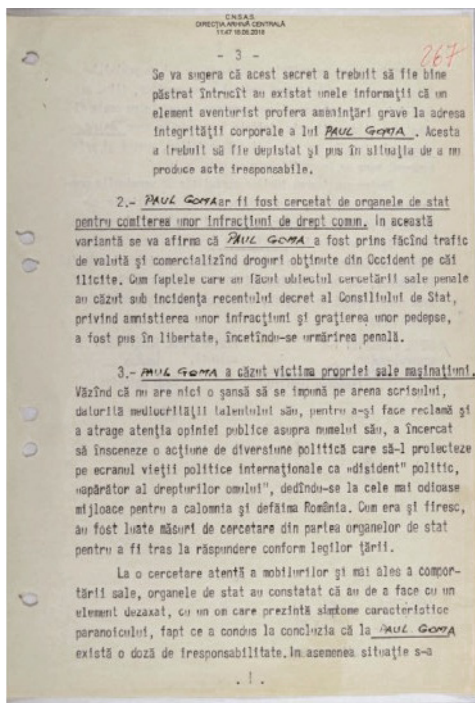 C.N.S.A.S.
DIRECȚIA ARHIVĂ CENTRALĂ
11:47 18.06.2018
- 3 -
267
Se va sugera că acest secret a trebuit să fie bine
păstrat întrucît au existat unele informații că un
element aventurist profera amenințări grave la adresa
integrității corporale a lui PAUL GOMA. Acesta
a trebuit să fie depistat și pus în situația de a nu
produce acte iresponsabile.
2.- PAUL GOMA ar fi fost cercetat de organele de stat
pentru comiterea unor infracțiuni de drept comun. In această
variantă se va afirma că PAUL GOMA a fost prins făcînd trafic
de valută și comercializînd droguri obținute din Occident pe căi
ilicite. Cum faptele care au făcut obiectul cercetării sale penale
au căzut sub incidența recentului decret al Consiliului de Stat,
privind amnistierea unor infracțiuni și grațierea unor pedepse,
a fost pus în libertate, încetîndu-se urmărirea penală.
3.- PAUL GOMA a căzut victima propriei sale mașinațiuni.
Văzînd că nu are nici o șansă să se impună pe arena scrisului,
datorită mediocrității talentului său, pentru a-și face reclamă și
a atrage atenția opiniei publice asupra numelui său, a încercat
să însceneze o acțiune de diversiune politică care să-l proiecteze
pe ecranul vieții politice internaționale ca „disident" politic,
„apărător al drepturilor omului", dedîndu-se la cele mai odioase
mijloace pentru a calomnia și defăima România. Cum era și firesc,
au fost luate măsuri de cercetare din partea organelor de stat
pentru a fi tras la răspundere conform legilor țării.
La o cercetare atentă a mobilurilor și mai ales a compor-
tării sale, organele de stat au constatat că au de a face cu un
element dezaxat, cu un om care prezintă simptome caracteristice
paranoicului, fapt ce a condus la concluzia că la PAUL GOMA
există o doză de iresponsabilitate. In asemenea situație s-a
. / .